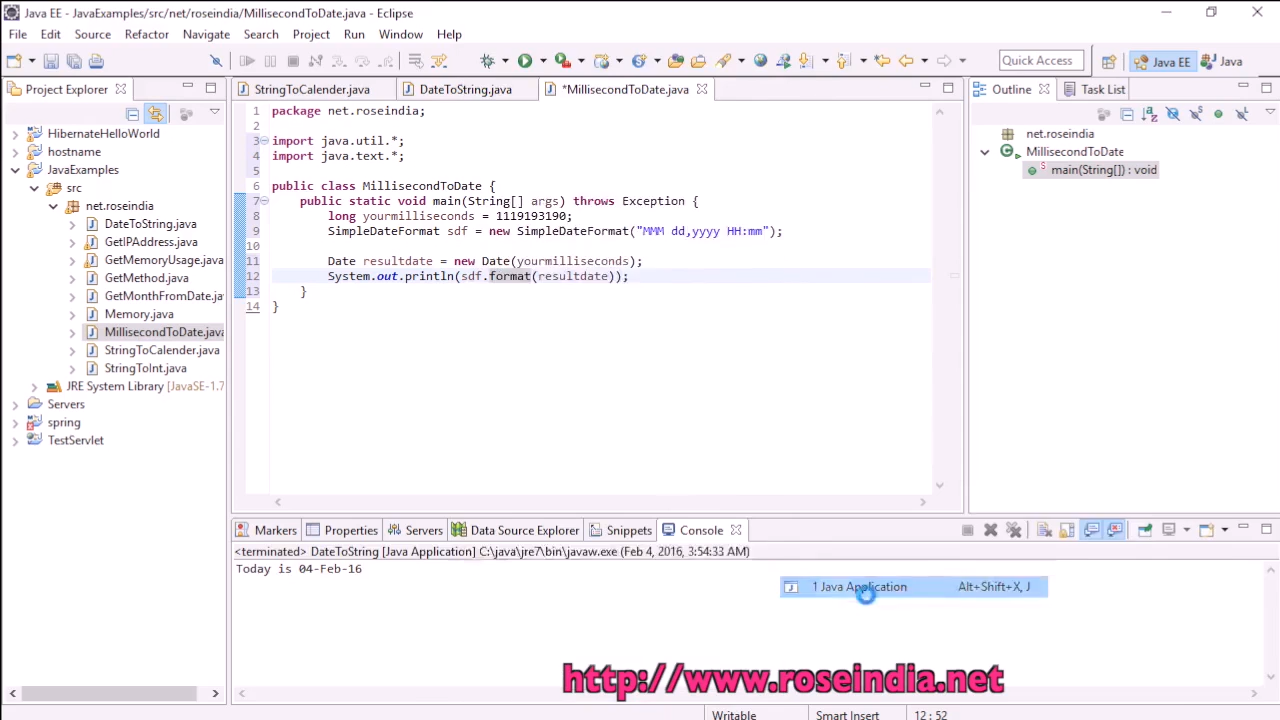 Java EE - JavaExamples/src/net/roseindia/MillisecondToDate.java - Eclipse
File Edit Source Refactor Navigate Search Project Run Window Help
Quick Access
Java EE
Java
Project Explorer
StringToCalender.java
DateToString.java
*MillisecondToDate.java
Outline
Task List
HibernateHelloWorld
hostname
JavaExamples
src
net.roseindia
DateToString.java
GetIPAddress.java
GetMemoryUsage.java
GetMethod.java
GetMonthFromDate.ja
Memory.java
MillisecondToDate.java
StringToCalender.java
StringToInt.java
JRE System Library [JavaSE-1.7
Servers
spring
TestServlet
1 package net.roseindia;
2
3 import java.util.*;
4 import java.text.*;
5
6 public class MillisecondToDate {
7 public static void main(String[] args) throws Exception {
8 long yourmilliseconds = 1119193190;
9 SimpleDateFormat sdf = new SimpleDateFormat("MMM dd,yyyy HH:mm");
10
11 Date resultdate = new Date(yourmilliseconds);
12 System.out.println(sdf.format(resultdate));
13 }
14 }
net.roseindia
MillisecondToDate
main(String[]) : void
Markers Properties Servers Data Source Explorer Snippets Console
<terminated> DateToString [Java Application] C:\java\jre7\bin\javaw.exe (Feb 4, 2016, 3:54:33 AM)
Today is 04-Feb-16
1 Java Application Alt+Shift+X, J
http://www.roseindia.net
Writable Smart Insert 12 : 52